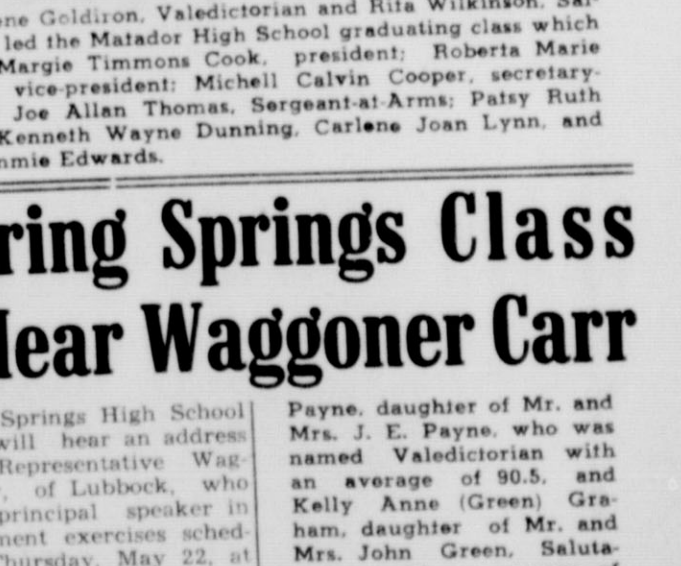 ne Goldiron, Valedictorian and Rita Wilkinson, Sal-
led the Matador High School graduating class which
Margie Timmons Cook, president; Roberta Marie
vice-president; Michell Calvin Cooper, secretary-
Joe Allan Thomas, Sergeant-at-Arms; Patsy Ruth
Kenneth Wayne Dunning, Carlene Joan Lynn, and
mmie Edwards.
ring Springs Class
Hear Waggoner Carr
Springs High School
will hear an address
Representative Wag-
, of Lubbock, who
principal speaker in
ment exercises sched-
Thursday, May 22, at
Payne, daughter of Mr. and
Mrs. J. E. Payne, who was
named Valedictorian with
an average of 90.5, and
Kelly Anne (Green) Gra-
ham, daughter of Mr. and
Mrs. John Green, Saluta-